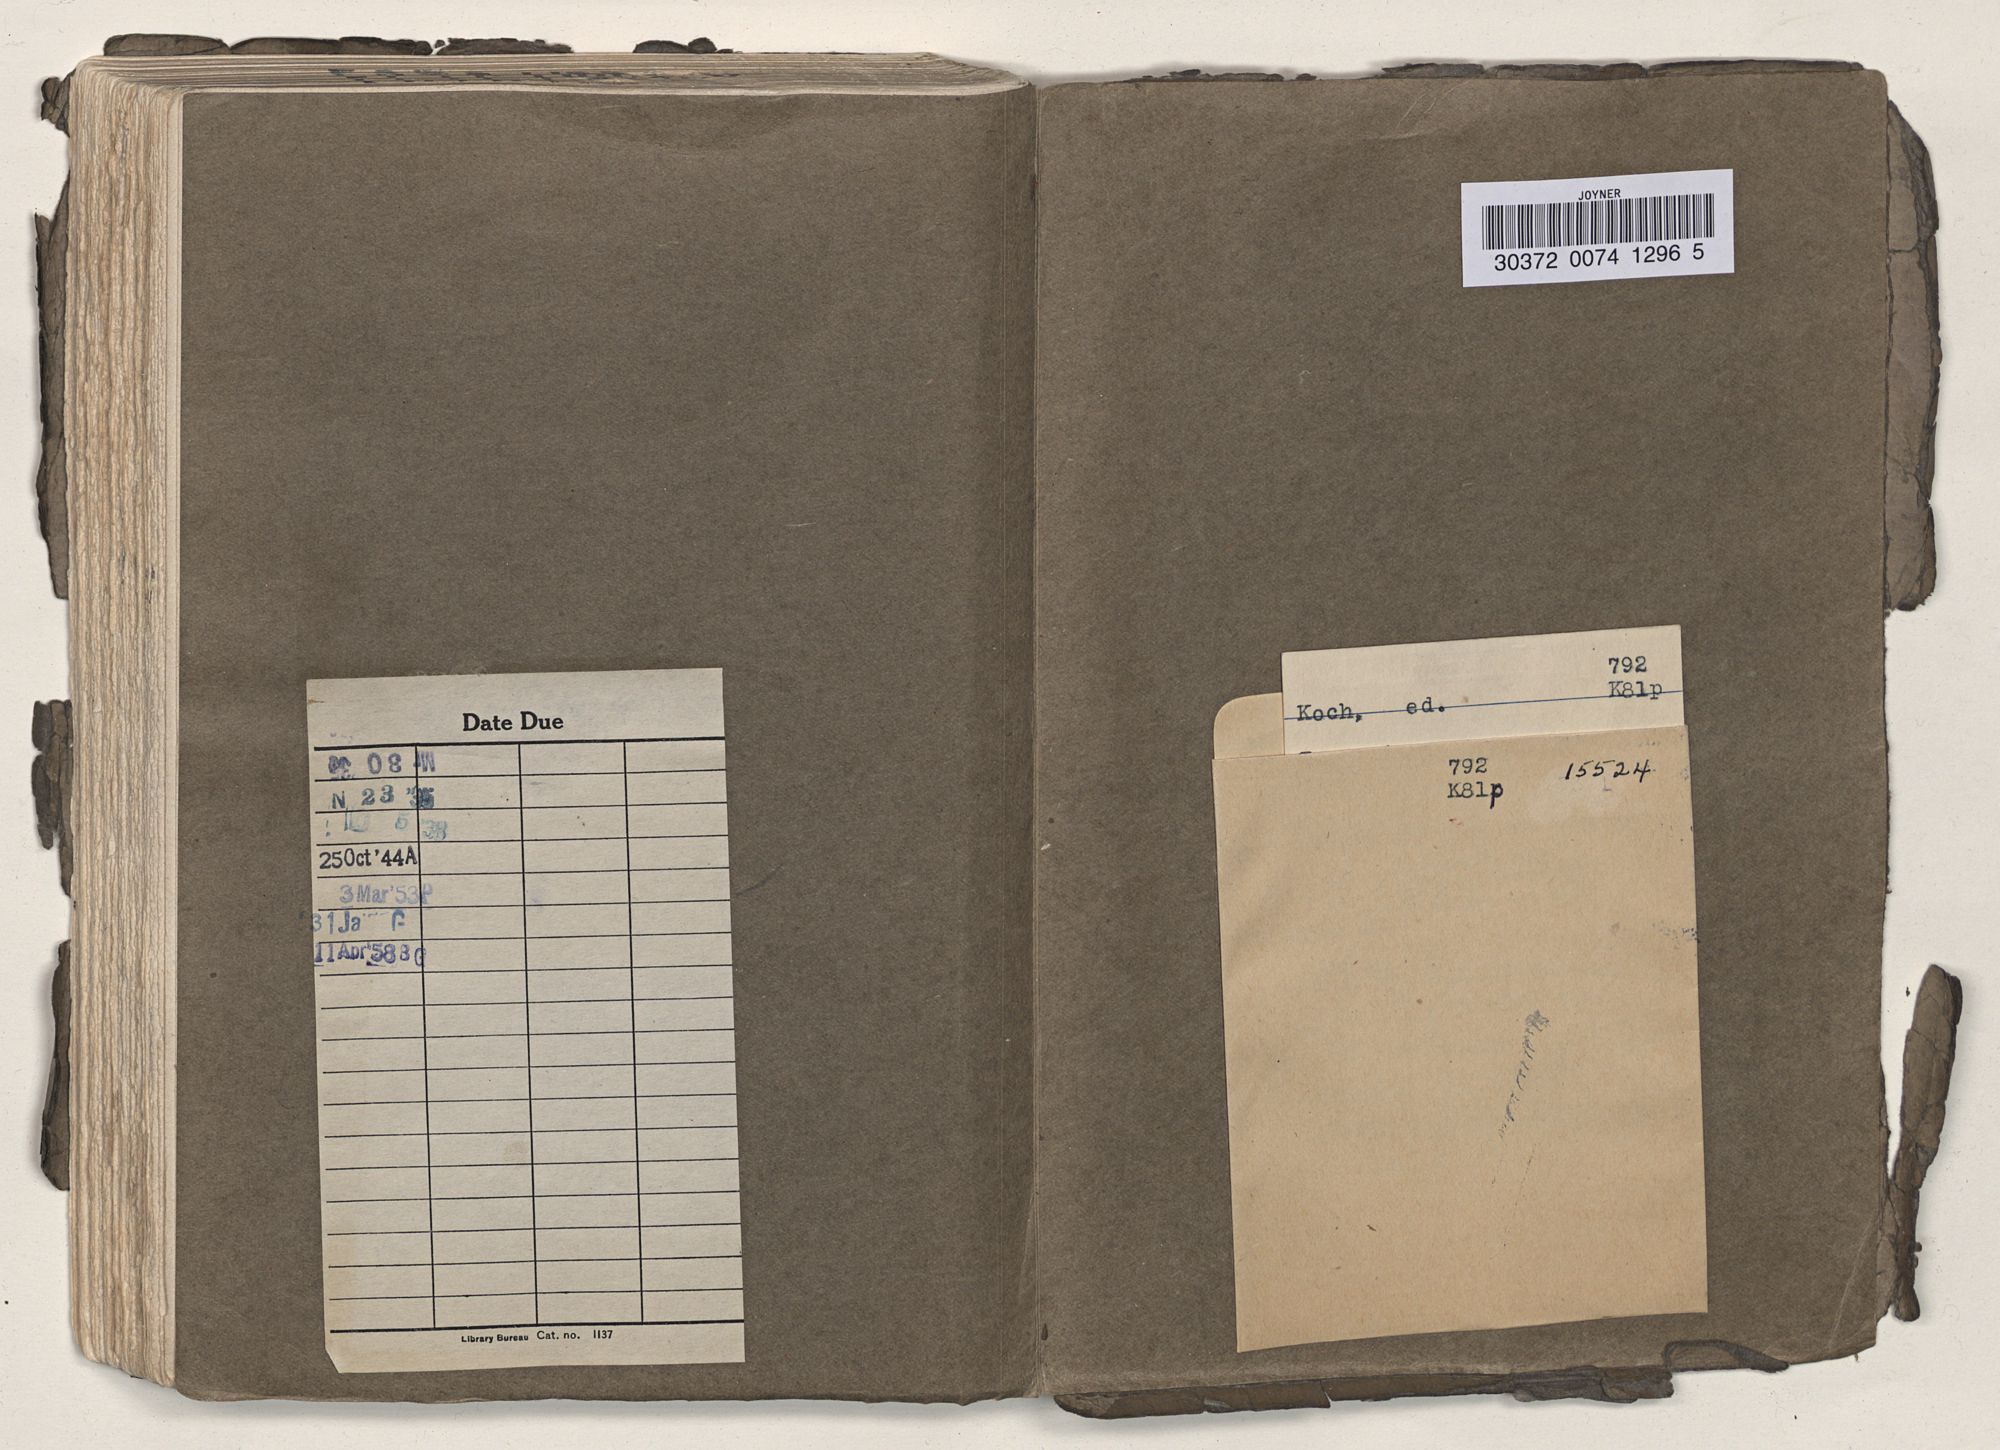 Date Due
N 23
25Oct'44A
3Mar'53P
31Ja
11Apr'58
Library Bureau Cat. no. 1137
JOYNER
30372 0074 1296 5
792
K81p
Koch, ed.
792 15524
K81p